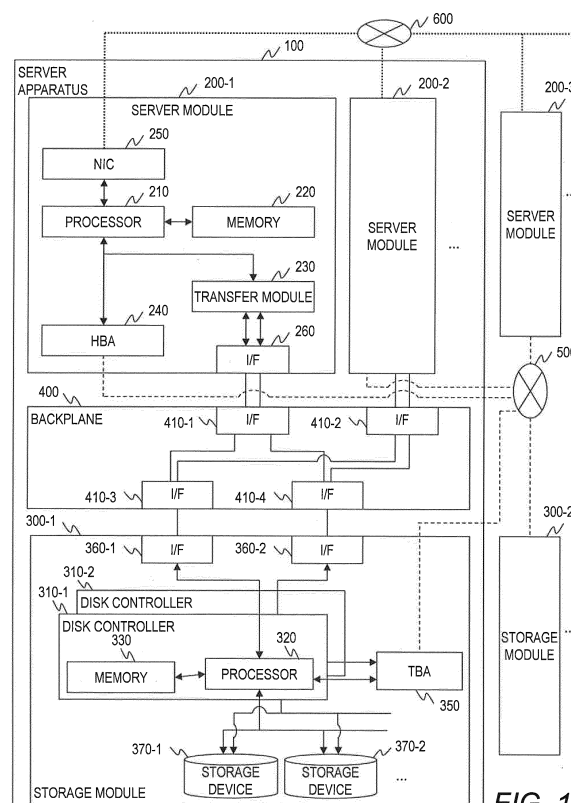 600
100
SERVER
APPARATUS
200-1
200-2
200-3
SERVER MODULE
250
NIC
210
220
PROCESSOR
MEMORY
SERVER
MODULE
...
SERVER
MODULE
...
230
TRANSFER MODULE
240
HBA
260
I/F
500
400
BACKPLANE
410-1
I/F
410-2
I/F
410-3
I/F
410-4
I/F
300-1
300-2
360-1
I/F
360-2
I/F
310-2
DISK CONTROLLER
310-1
DISK CONTROLLER
330
320
MEMORY
PROCESSOR
TBA
350
STORAGE
MODULE
...
370-1
370-2
STORAGE
DEVICE
STORAGE
DEVICE
...
STORAGE MODULE
FIG. 1